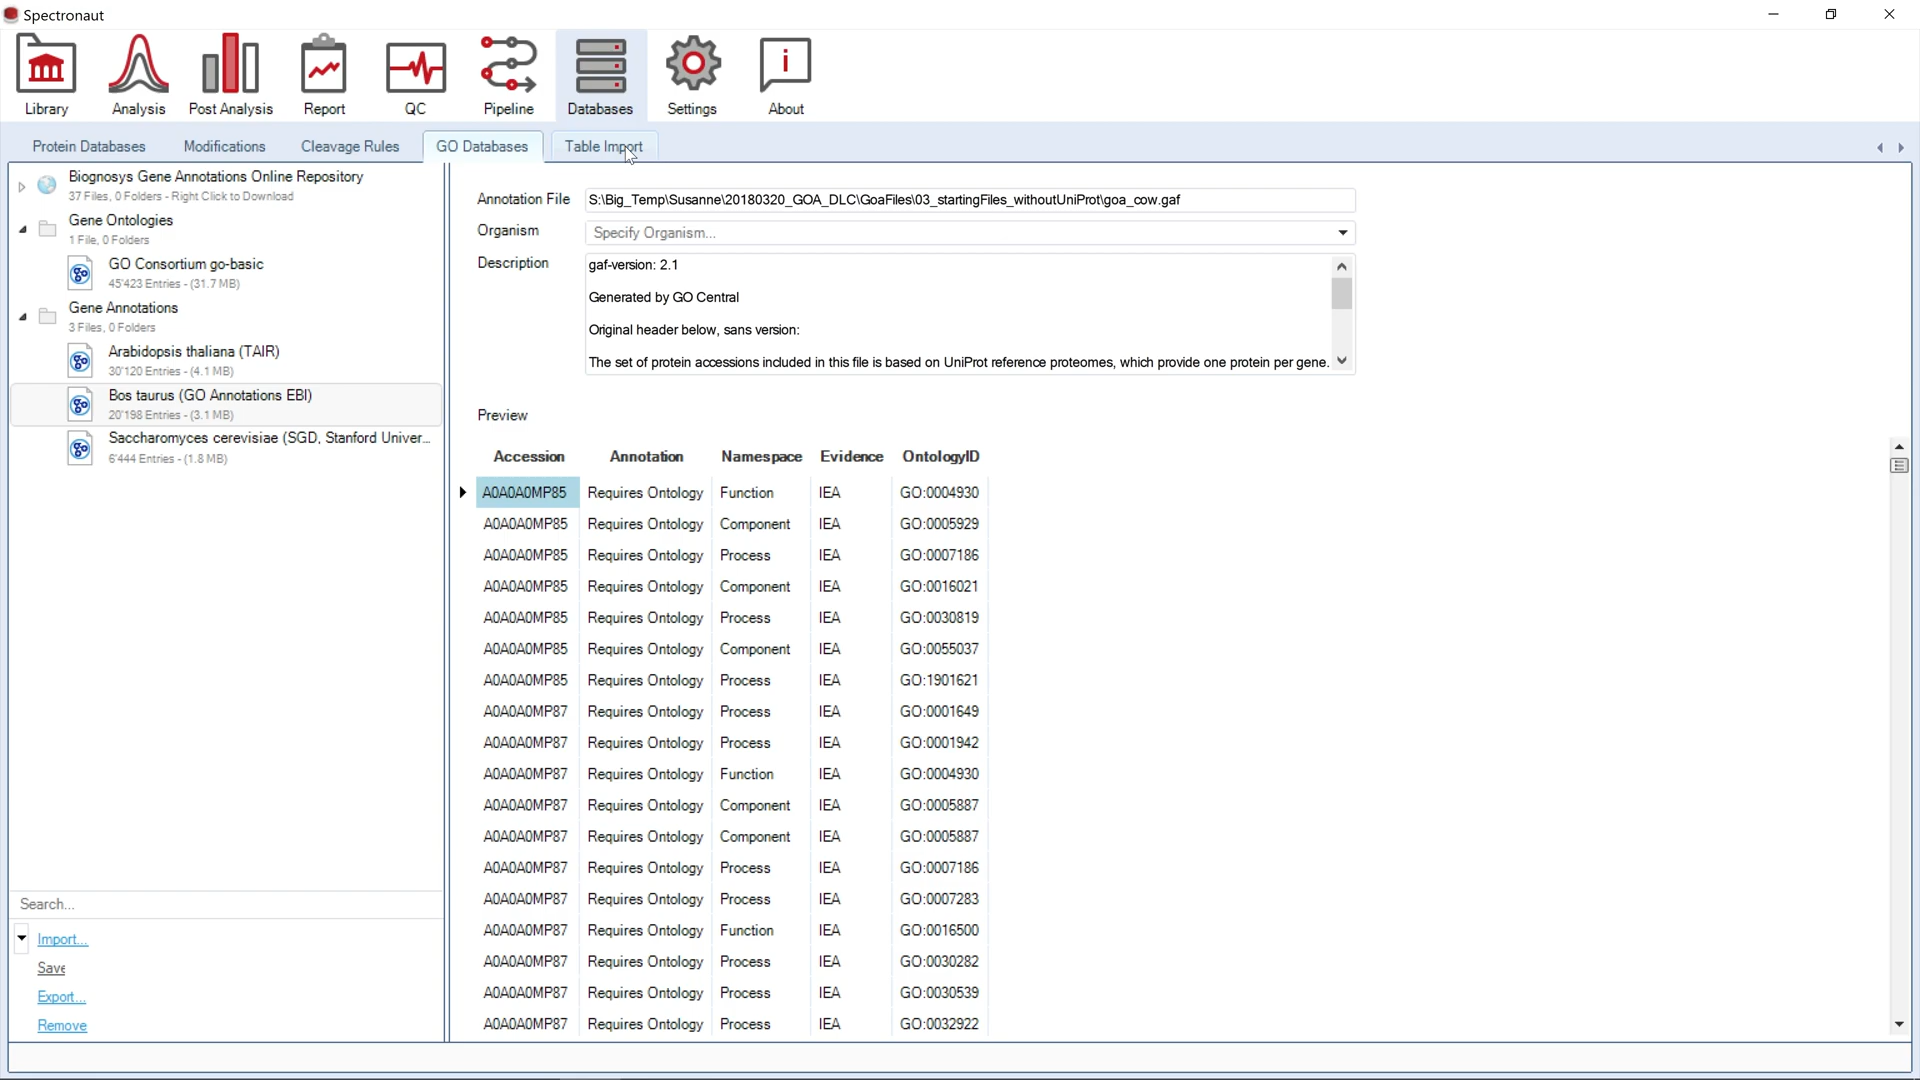 Spectronaut
Library
Analysis
Post Analysis
Report
QC
Pipeline
Databases
Settings
About
Protein Databases
Modifications
Cleavage Rules
GO Databases
Table Import
Biognosys Gene Annotations Online Repository
37 Files, 0 Folders - Right Click to Download
Gene Ontologies
1 File, 0 Folders
GO Consortium go-basic
45'423 Entries - (31.7 MB)
Gene Annotations
3 Files, 0 Folders
Arabidopsis thaliana (TAIR)
30'120 Entries - (4.1 MB)
Bos taurus (GO Annotations EBI)
20'198 Entries - (3.1 MB)
Saccharomyces cerevisiae (SGD, Stanford Univer...
6'444 Entries - (1.8 MB)
Search...
Import...
Save
Export...
Remove
Annotation File S:\Big_Temp\Susanne\20180320_GOA_DLC\GoaFiles\03_startingFiles_withoutUniProt\goa_cow.gaf
Organism Specify Organism...
Description gaf-version: 2.1
Generated by GO Central
Original header below, sans version:
The set of protein accessions included in this file is based on UniProt reference proteomes, which provide one protein per gene.
Preview
Accession Annotation Namespace Evidence OntologyID
A0A0A0MP85 Requires Ontology Function IEA GO:0004930
A0A0A0MP85 Requires Ontology Component IEA GO:0005929
A0A0A0MP85 Requires Ontology Process IEA GO:0007186
A0A0A0MP85 Requires Ontology Component IEA GO:0016021
A0A0A0MP85 Requires Ontology Process IEA GO:0030819
A0A0A0MP85 Requires Ontology Component IEA GO:0055037
A0A0A0MP85 Requires Ontology Process IEA GO:1901621
A0A0A0MP87 Requires Ontology Process IEA GO:0001649
A0A0A0MP87 Requires Ontology Process IEA GO:0001942
A0A0A0MP87 Requires Ontology Function IEA GO:0004930
A0A0A0MP87 Requires Ontology Component IEA GO:0005887
A0A0A0MP87 Requires Ontology Component IEA GO:0005887
A0A0A0MP87 Requires Ontology Process IEA GO:0007186
A0A0A0MP87 Requires Ontology Process IEA GO:0007283
A0A0A0MP87 Requires Ontology Function IEA GO:0016500
A0A0A0MP87 Requires Ontology Process IEA GO:0030282
A0A0A0MP87 Requires Ontology Process IEA GO:0030539
A0A0A0MP87 Requires Ontology Process IEA GO:0032922